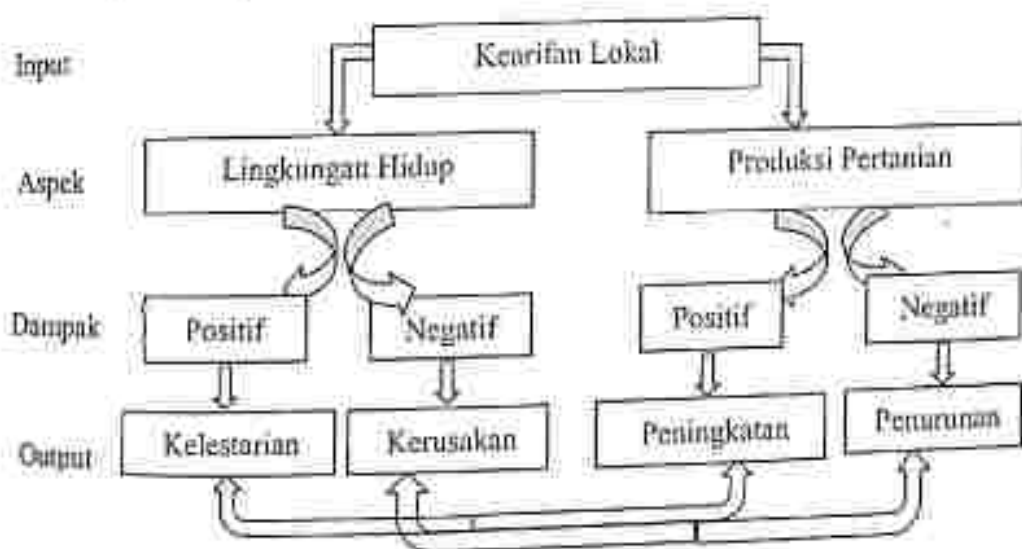 Input
Kearifan Lokal
Aspek
Lingkungan Hidup
Produksi Pertanian
Dampak
Positif
Negatif
Positif
Negatif
Output
Kelestarian
Kerusakan
Peningkatan
Penurunan